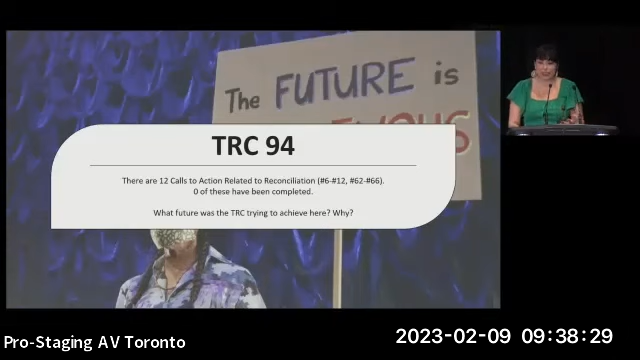 The FUTURE is
TRC 94
There are 12 Calls to Action Related to Reconciliation (#6-#12, #62-#66).
0 of these have been completed.
What future was the TRC trying to achieve here? Why?
Pro-Staging AV Toronto
2023-02-09 09:38:29